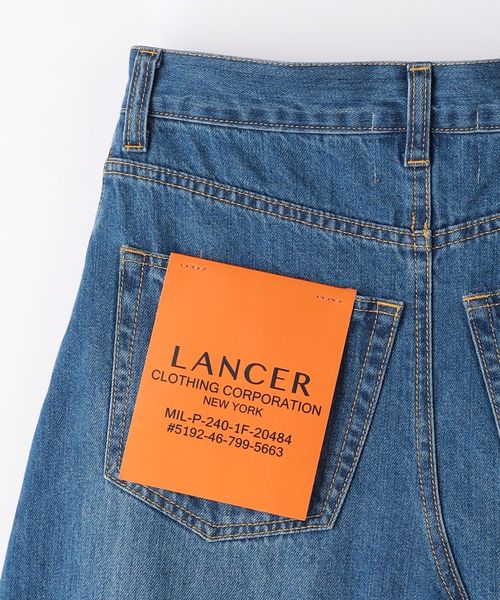 LANCER
CLOTHING CORPORATION
NEW YORK
MIL-P-240-1F-20484
#5192-46-799-5663